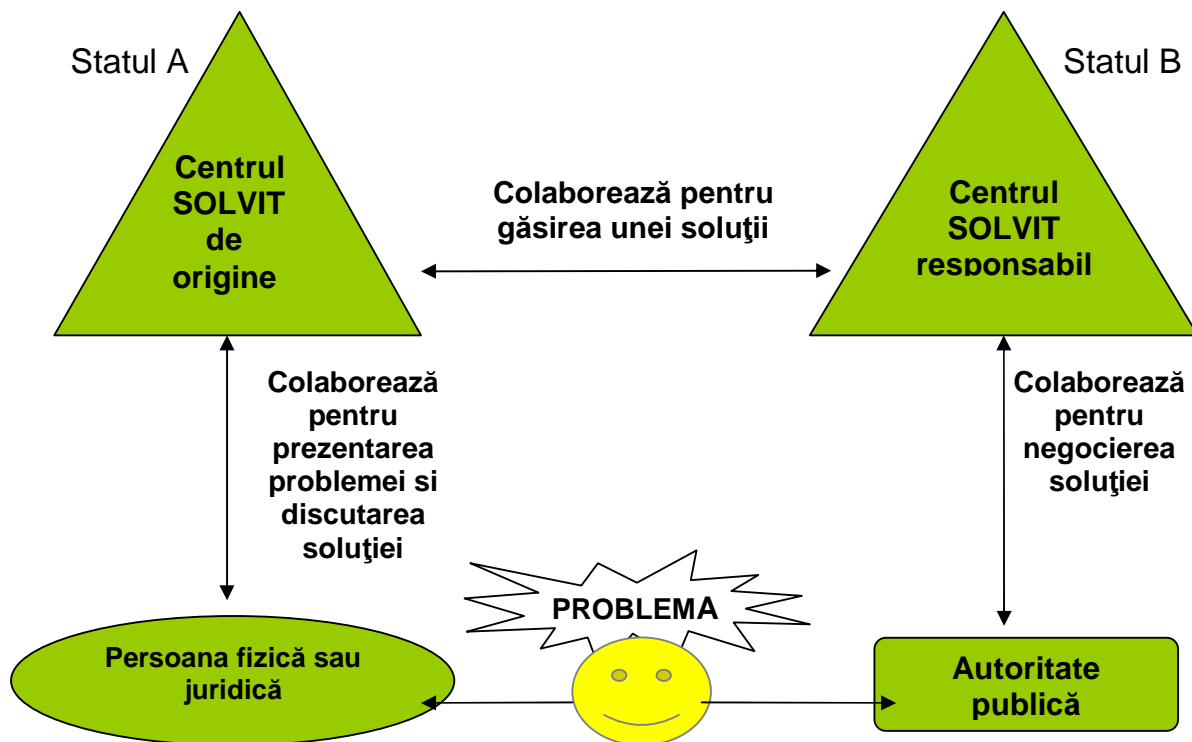 Statul A
Statul B
Centrul
SOLVIT
de
origine
Colaborează pentru
găsirea unei soluţii
Centrul
SOLVIT
responsabil
Colaborează
pentru
prezentarea
problemei si
discutarea
soluţiei
Colaborează
pentru
negocierea
soluţiei
PROBLEMA
Persoana fizică sau
juridică
Autoritate
publică